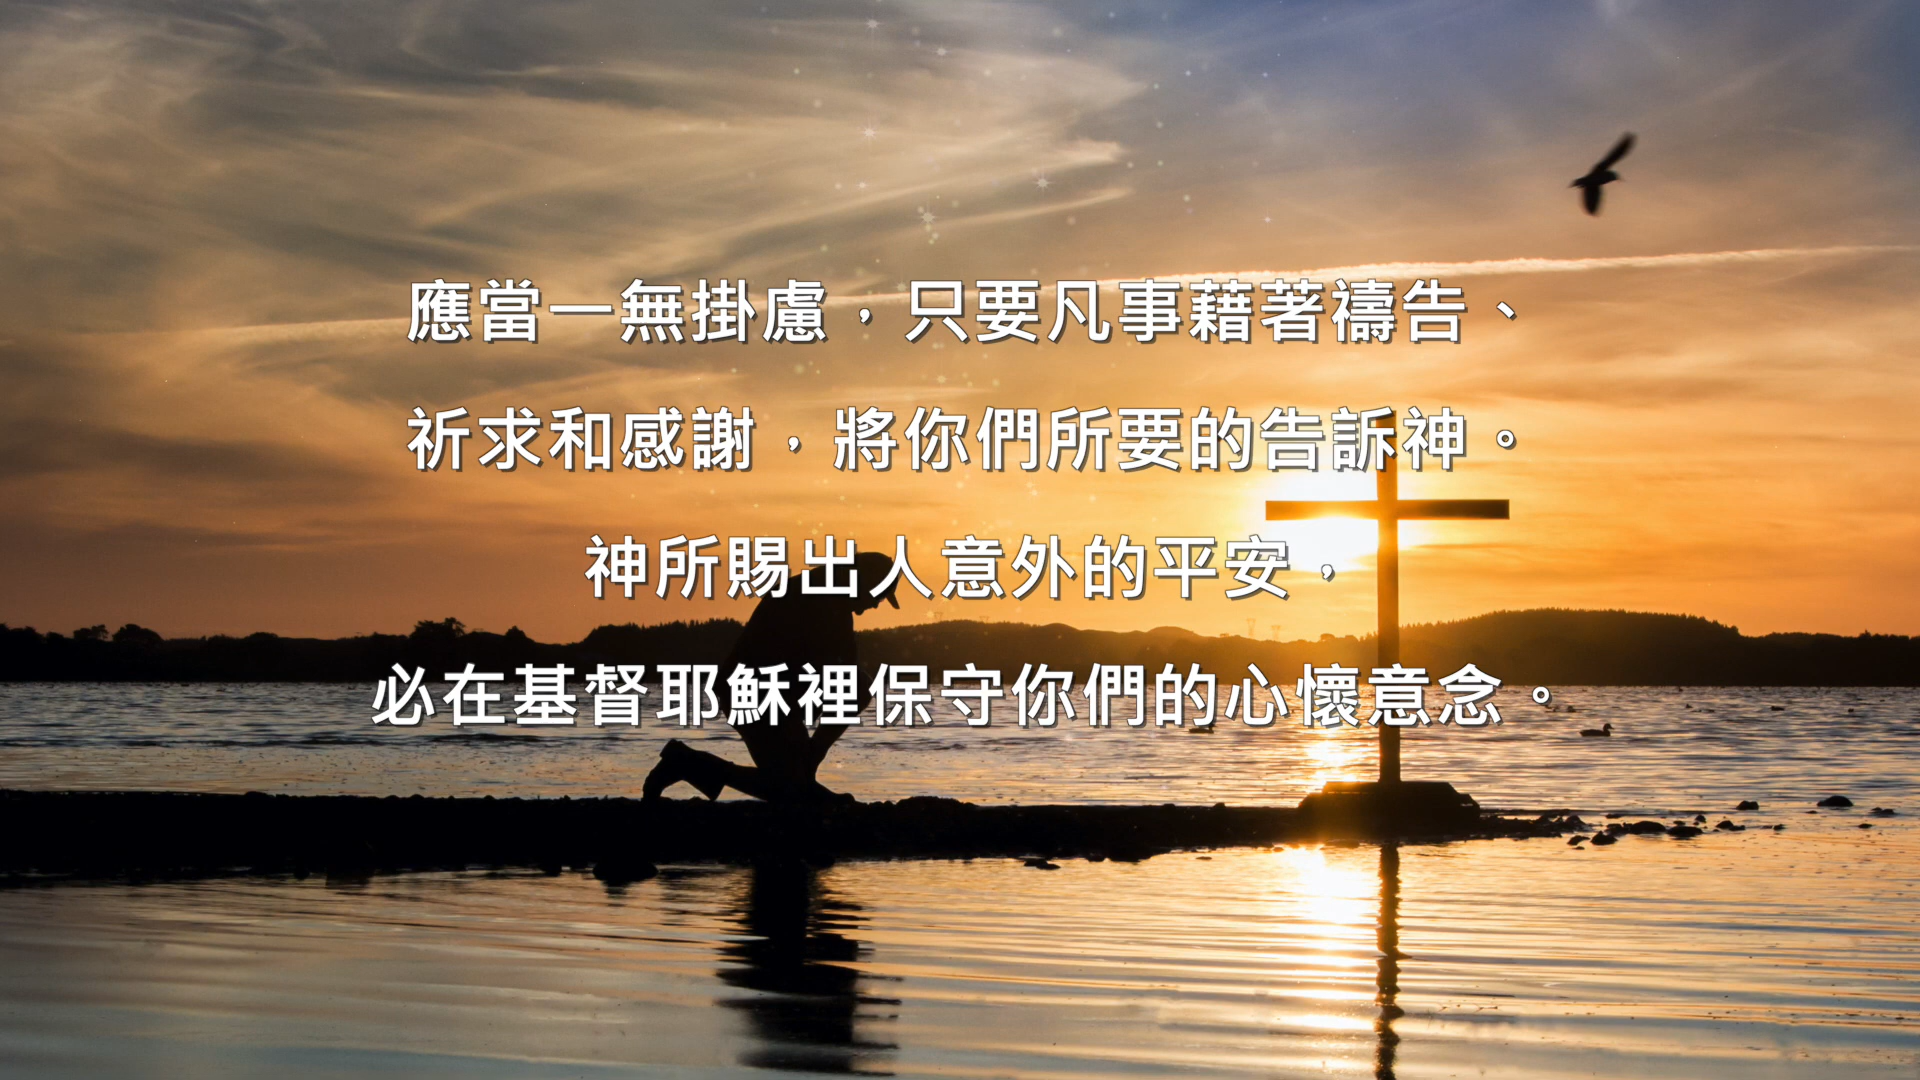 應當一無掛慮，只要凡事藉著禱告、
祈求和感謝，將你們所要的告訴神。
神所賜出人意外的平安，
必在基督耶穌裡保守你們的心懷意念。